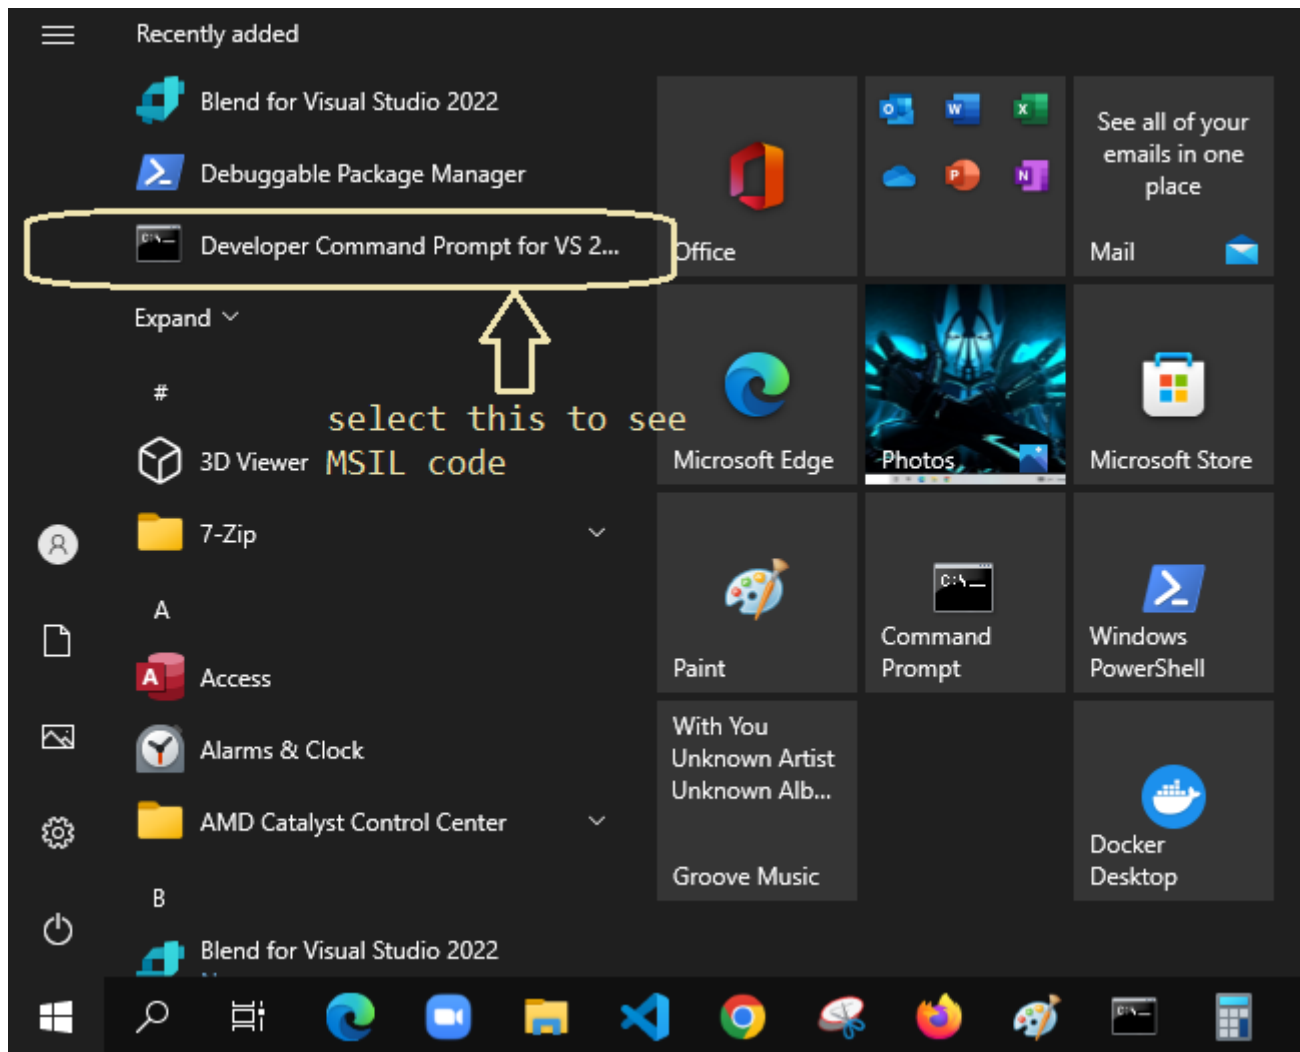 Recently added
Blend for Visual Studio 2022
Debuggable Package Manager
Developer Command Prompt for VS 2...
Expand
select this to see
MSIL code
#
3D Viewer
7-Zip
A
Access
Alarms & Clock
AMD Catalyst Control Center
B
Blend for Visual Studio 2022
Office
See all of your
emails in one
place
Mail
Microsoft Edge
Photos
Microsoft Store
Paint
Command
Prompt
Windows
PowerShell
With You
Unknown Artist
Unknown Alb...
Groove Music
Docker
Desktop